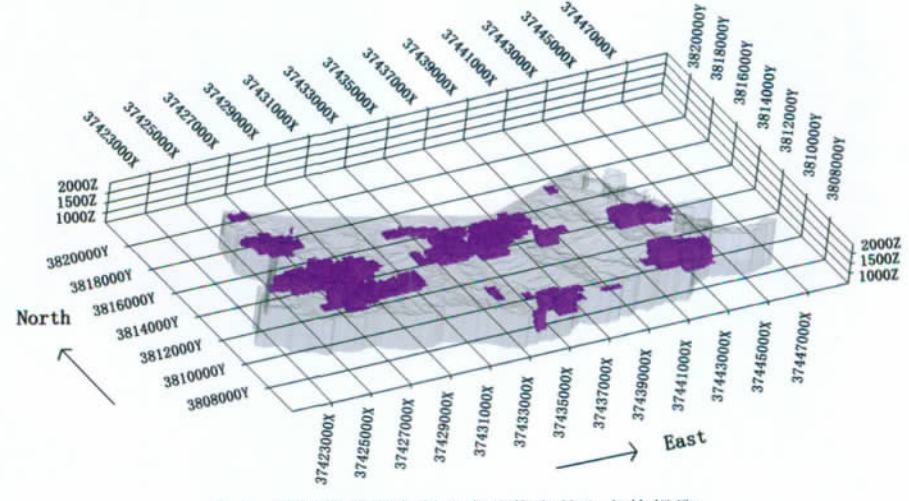 37423000X
37425000X
37427000X
37429000X
37431000X
37433000X
37435000X
37437000X
37439000X
37441000X
37443000X
37445000X
37447000X
3820000Y
3818000Y
3816000Y
3814000Y
3812000Y
3810000Y
3808000Y
2000Z
1500Z
1000Z
2000Z
1500Z
1000Z
3820000Y
3818000Y
3816000Y
3814000Y
3812000Y
3810000Y
3808000Y
North
37423000X
37425000X
37427000X
37429000X
37431000X
37433000X
37435000X
37437000X
37439000X
37441000X
37443000X
37445000X
37447000X
East